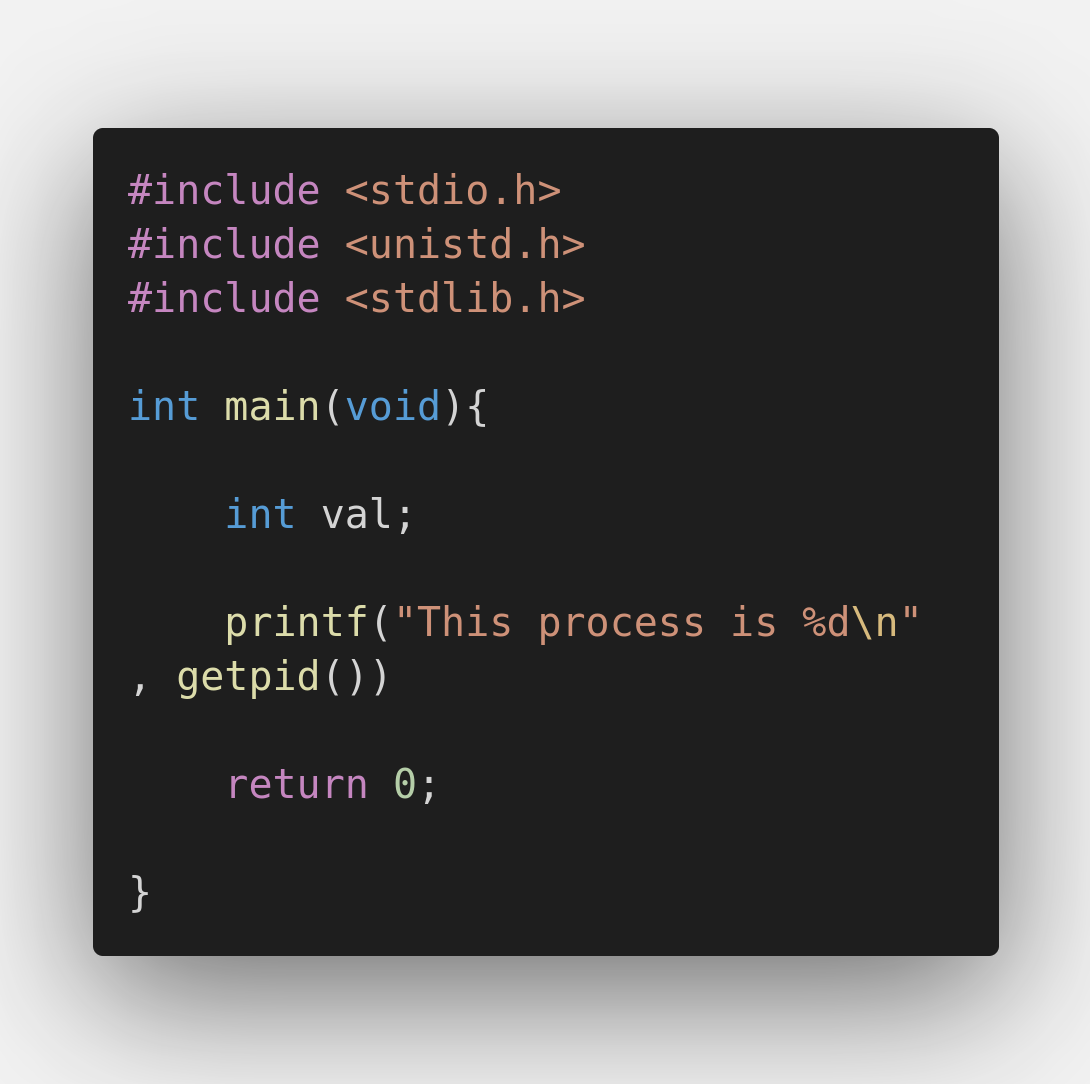 #include <stdio.h>
#include <unistd.h>
#include <stdlib.h>
int main(void){
int val;
printf("This process is %d\n"
, getpid())
return 0;
}